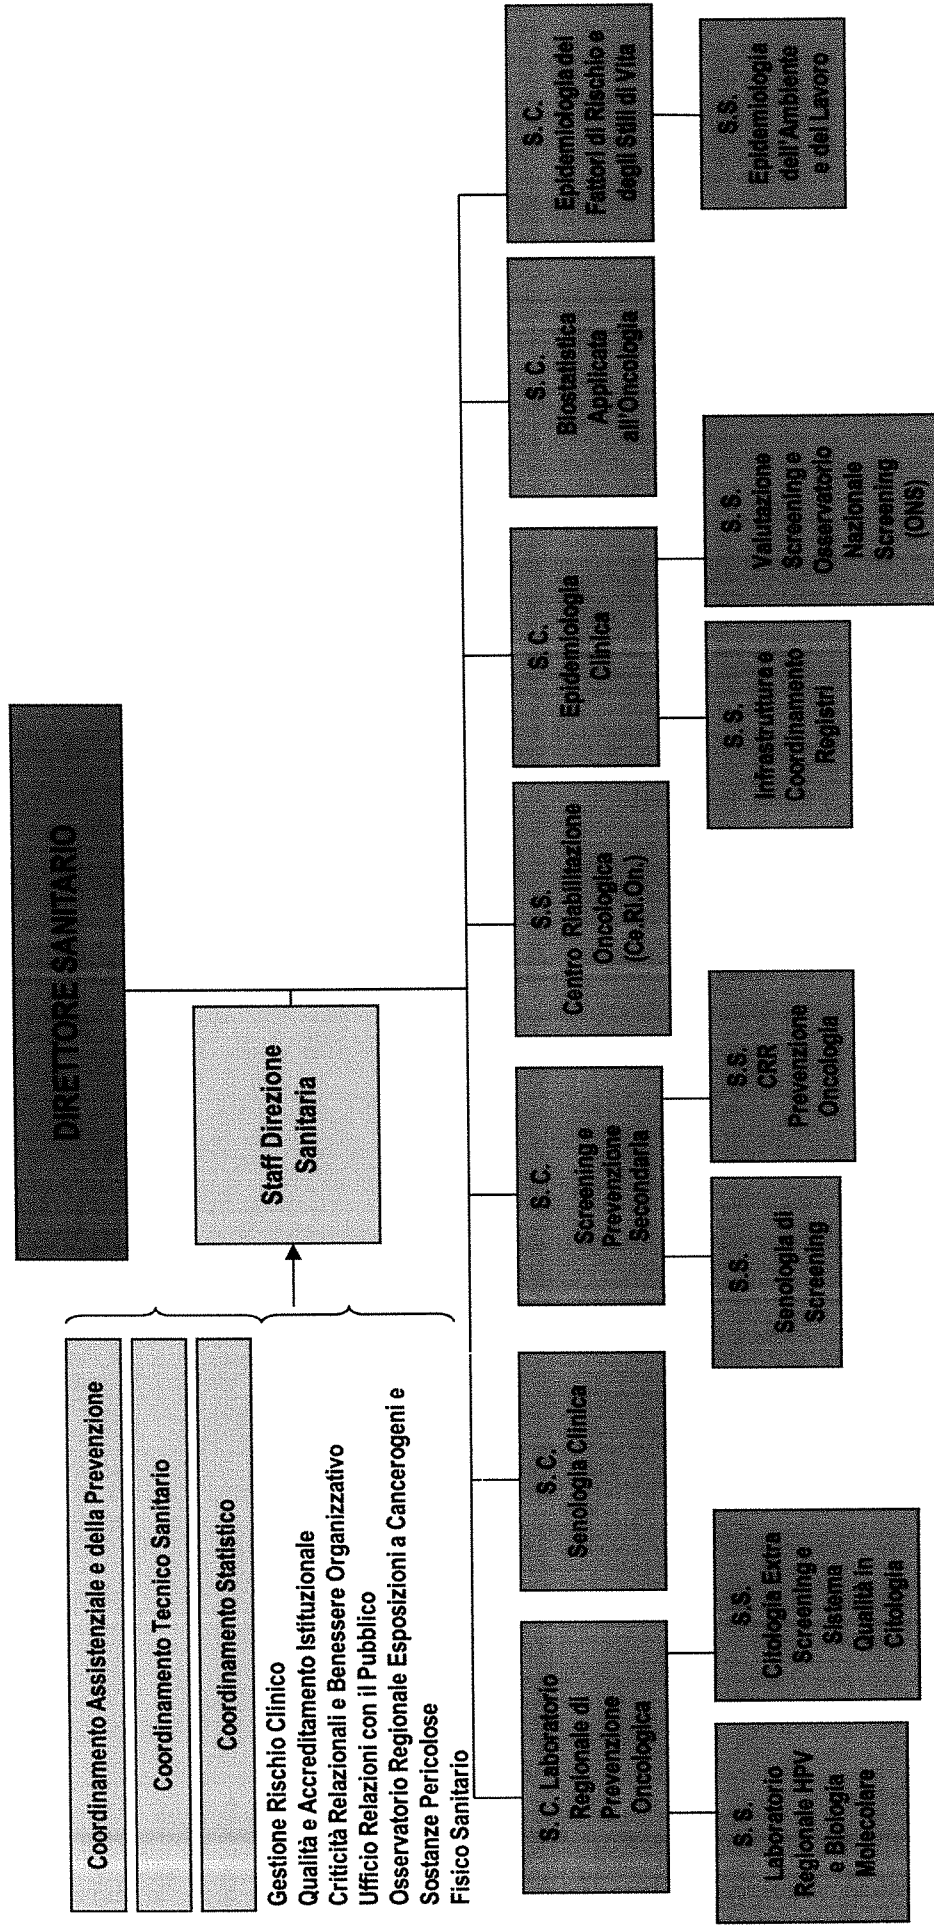 DIRETTORE SANITARIO
Staff Direzione
Sanitaria
Coordinamento Assistenziale e della Prevenzione
Coordinamento Tecnico Sanitario
Coordinamento Statistico
Gestione Rischio Clinico
Qualità e Accreditamento Istituzionale
Criticità Relazionali e Benessere Organizzativo
Ufficio Relazioni con il Pubblico
Osservatorio Regionale Esposizioni a Cancerogeni e
Sostanze Pericolose
Fisico Sanitario
S. C. Laboratorio
Regionale di
Prevenzione
Oncologica
S. C.
Senologia Clinica
S. C.
Screening e
Prevenzione
Secondaria
S.S.
Centro Riabilitazione
Oncologica
(Ce.Ri.On.)
S. C.
Epidemiologia
Clinica
S. C.
Biostatistica
Applicata
all'Oncologia
S. C.
Epidemiologia dei
Fattori di Rischio e
degli Stili di Vita
S. S.
Laboratorio
Regionale HPV
e Biologia
Molecolare
S.S.
Citologia Extra
Screening e
Sistema
Qualità in
Citologia
S.S.
Senologia di
Screening
S.S.
CRR
Prevenzione
Oncologia
S. S.
Infrastruttura e
Coordinamento
Registri
S. S.
Valutazione
Screening e
Osservatorio
Nazionale
Screening
(ONS)
S.S.
Epidemiologia
dell'Ambiente
e del Lavoro